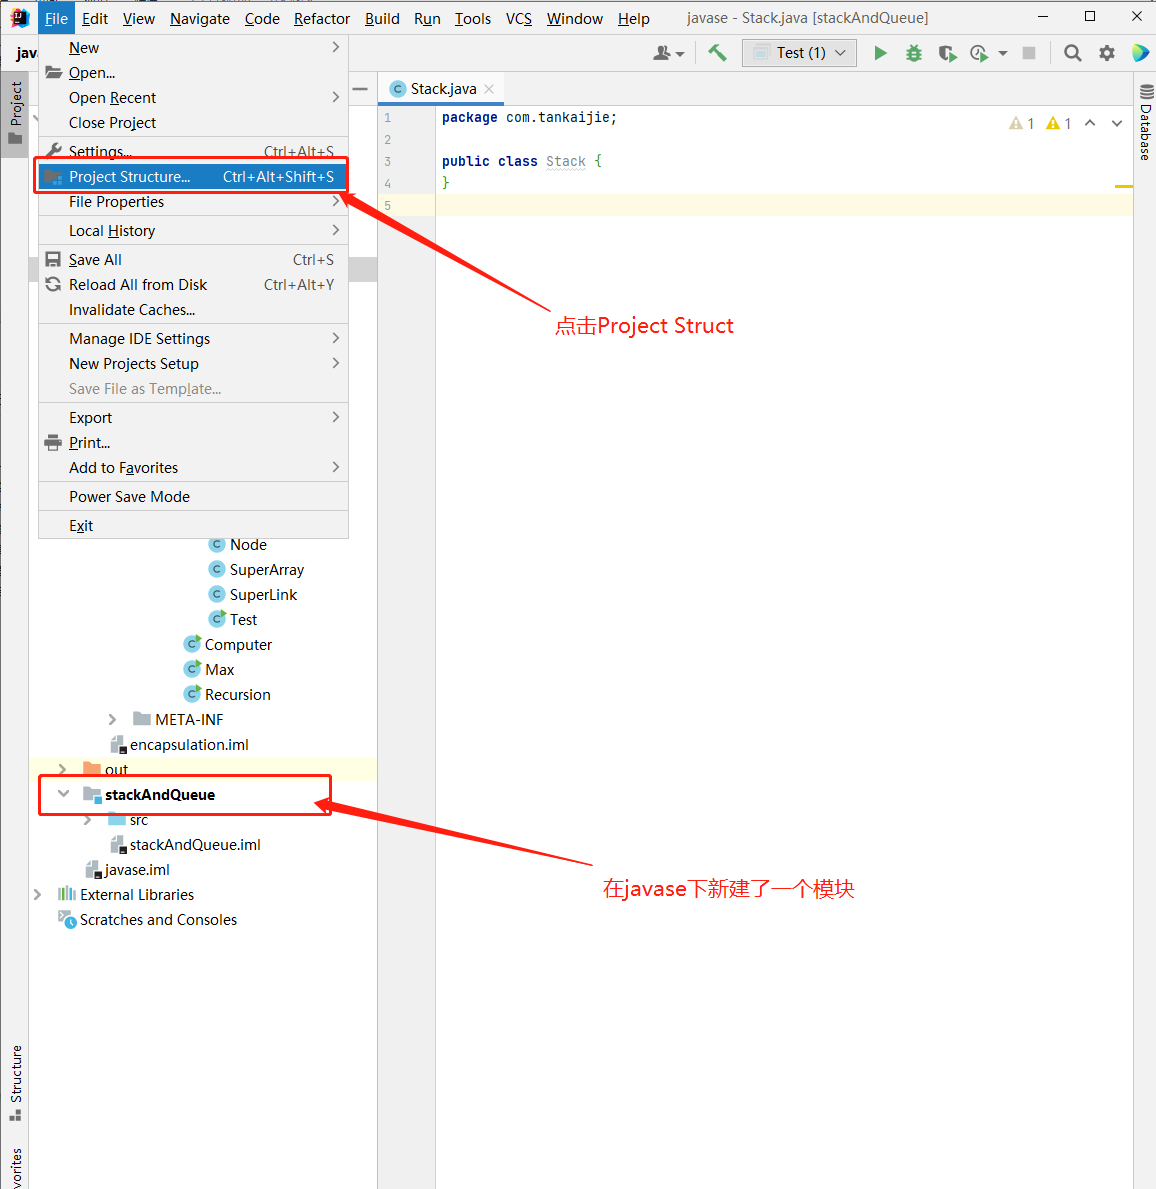 File Edit View Navigate Code Refactor Build Run Tools VCS Window Help javase - Stack.java [stackAndQueue]
Test (1)
New
Open...
Open Recent
Close Project
Settings... Ctrl+Alt+S
Project Structure... Ctrl+Alt+Shift+S
File Properties
Local History
Save All Ctrl+S
Reload All from Disk Ctrl+Alt+Y
Invalidate Caches...
Manage IDE Settings
New Projects Setup
Save File as Template...
Export
Print...
Add to Favorites
Power Save Mode
Exit
Project
Stack.java
1 package com.tankaijie;
2
3 public class Stack {
4 }
5
1 1
Database
点击Project Struct
Node
SuperArray
SuperLink
Test
Computer
Max
Recursion
META-INF
encapsulation.iml
out
stackAndQueue
src
stackAndQueue.iml
javase.iml
External Libraries
Scratches and Consoles
在javase下新建了一个模块
Structure